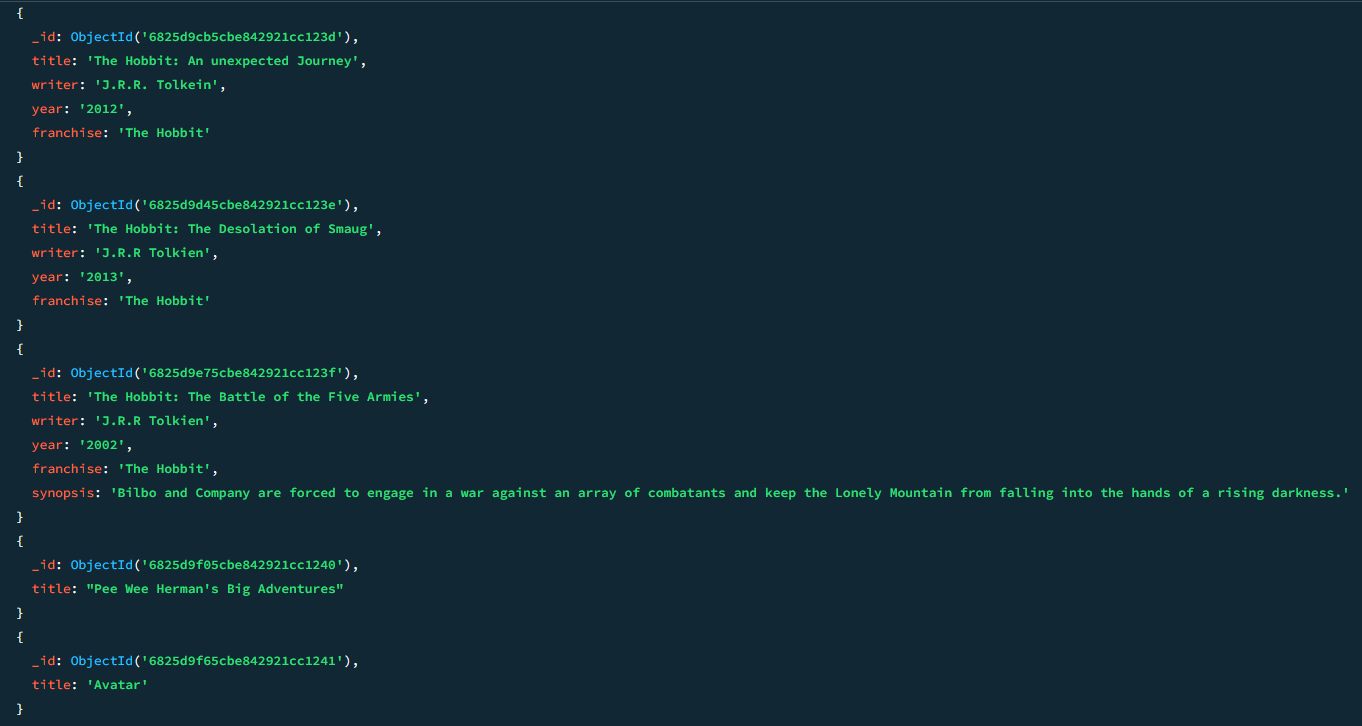 {
_id: ObjectId('6825d9cb5cbe842921cc123d'),
title: 'The Hobbit: An unexpected Journey',
writer: 'J.R.R. Tolkein',
year: '2012',
franchise: 'The Hobbit'
}
{
_id: ObjectId('6825d9d45cbe842921cc123e'),
title: 'The Hobbit: The Desolation of Smaug',
writer: 'J.R.R Tolkien',
year: '2013',
franchise: 'The Hobbit'
}
{
_id: ObjectId('6825d9e75cbe842921cc123f'),
title: 'The Hobbit: The Battle of the Five Armies',
writer: 'J.R.R Tolkien',
year: '2002',
franchise: 'The Hobbit',
synopsis: 'Bilbo and Company are forced to engage in a war against an array of combatants and keep the Lonely Mountain from falling into the hands of a rising darkness.'
}
{
_id: ObjectId('6825d9f05cbe842921cc1240'),
title: "Pee Wee Herman's Big Adventures"
}
{
_id: ObjectId('6825d9f65cbe842921cc1241'),
title: 'Avatar'
}